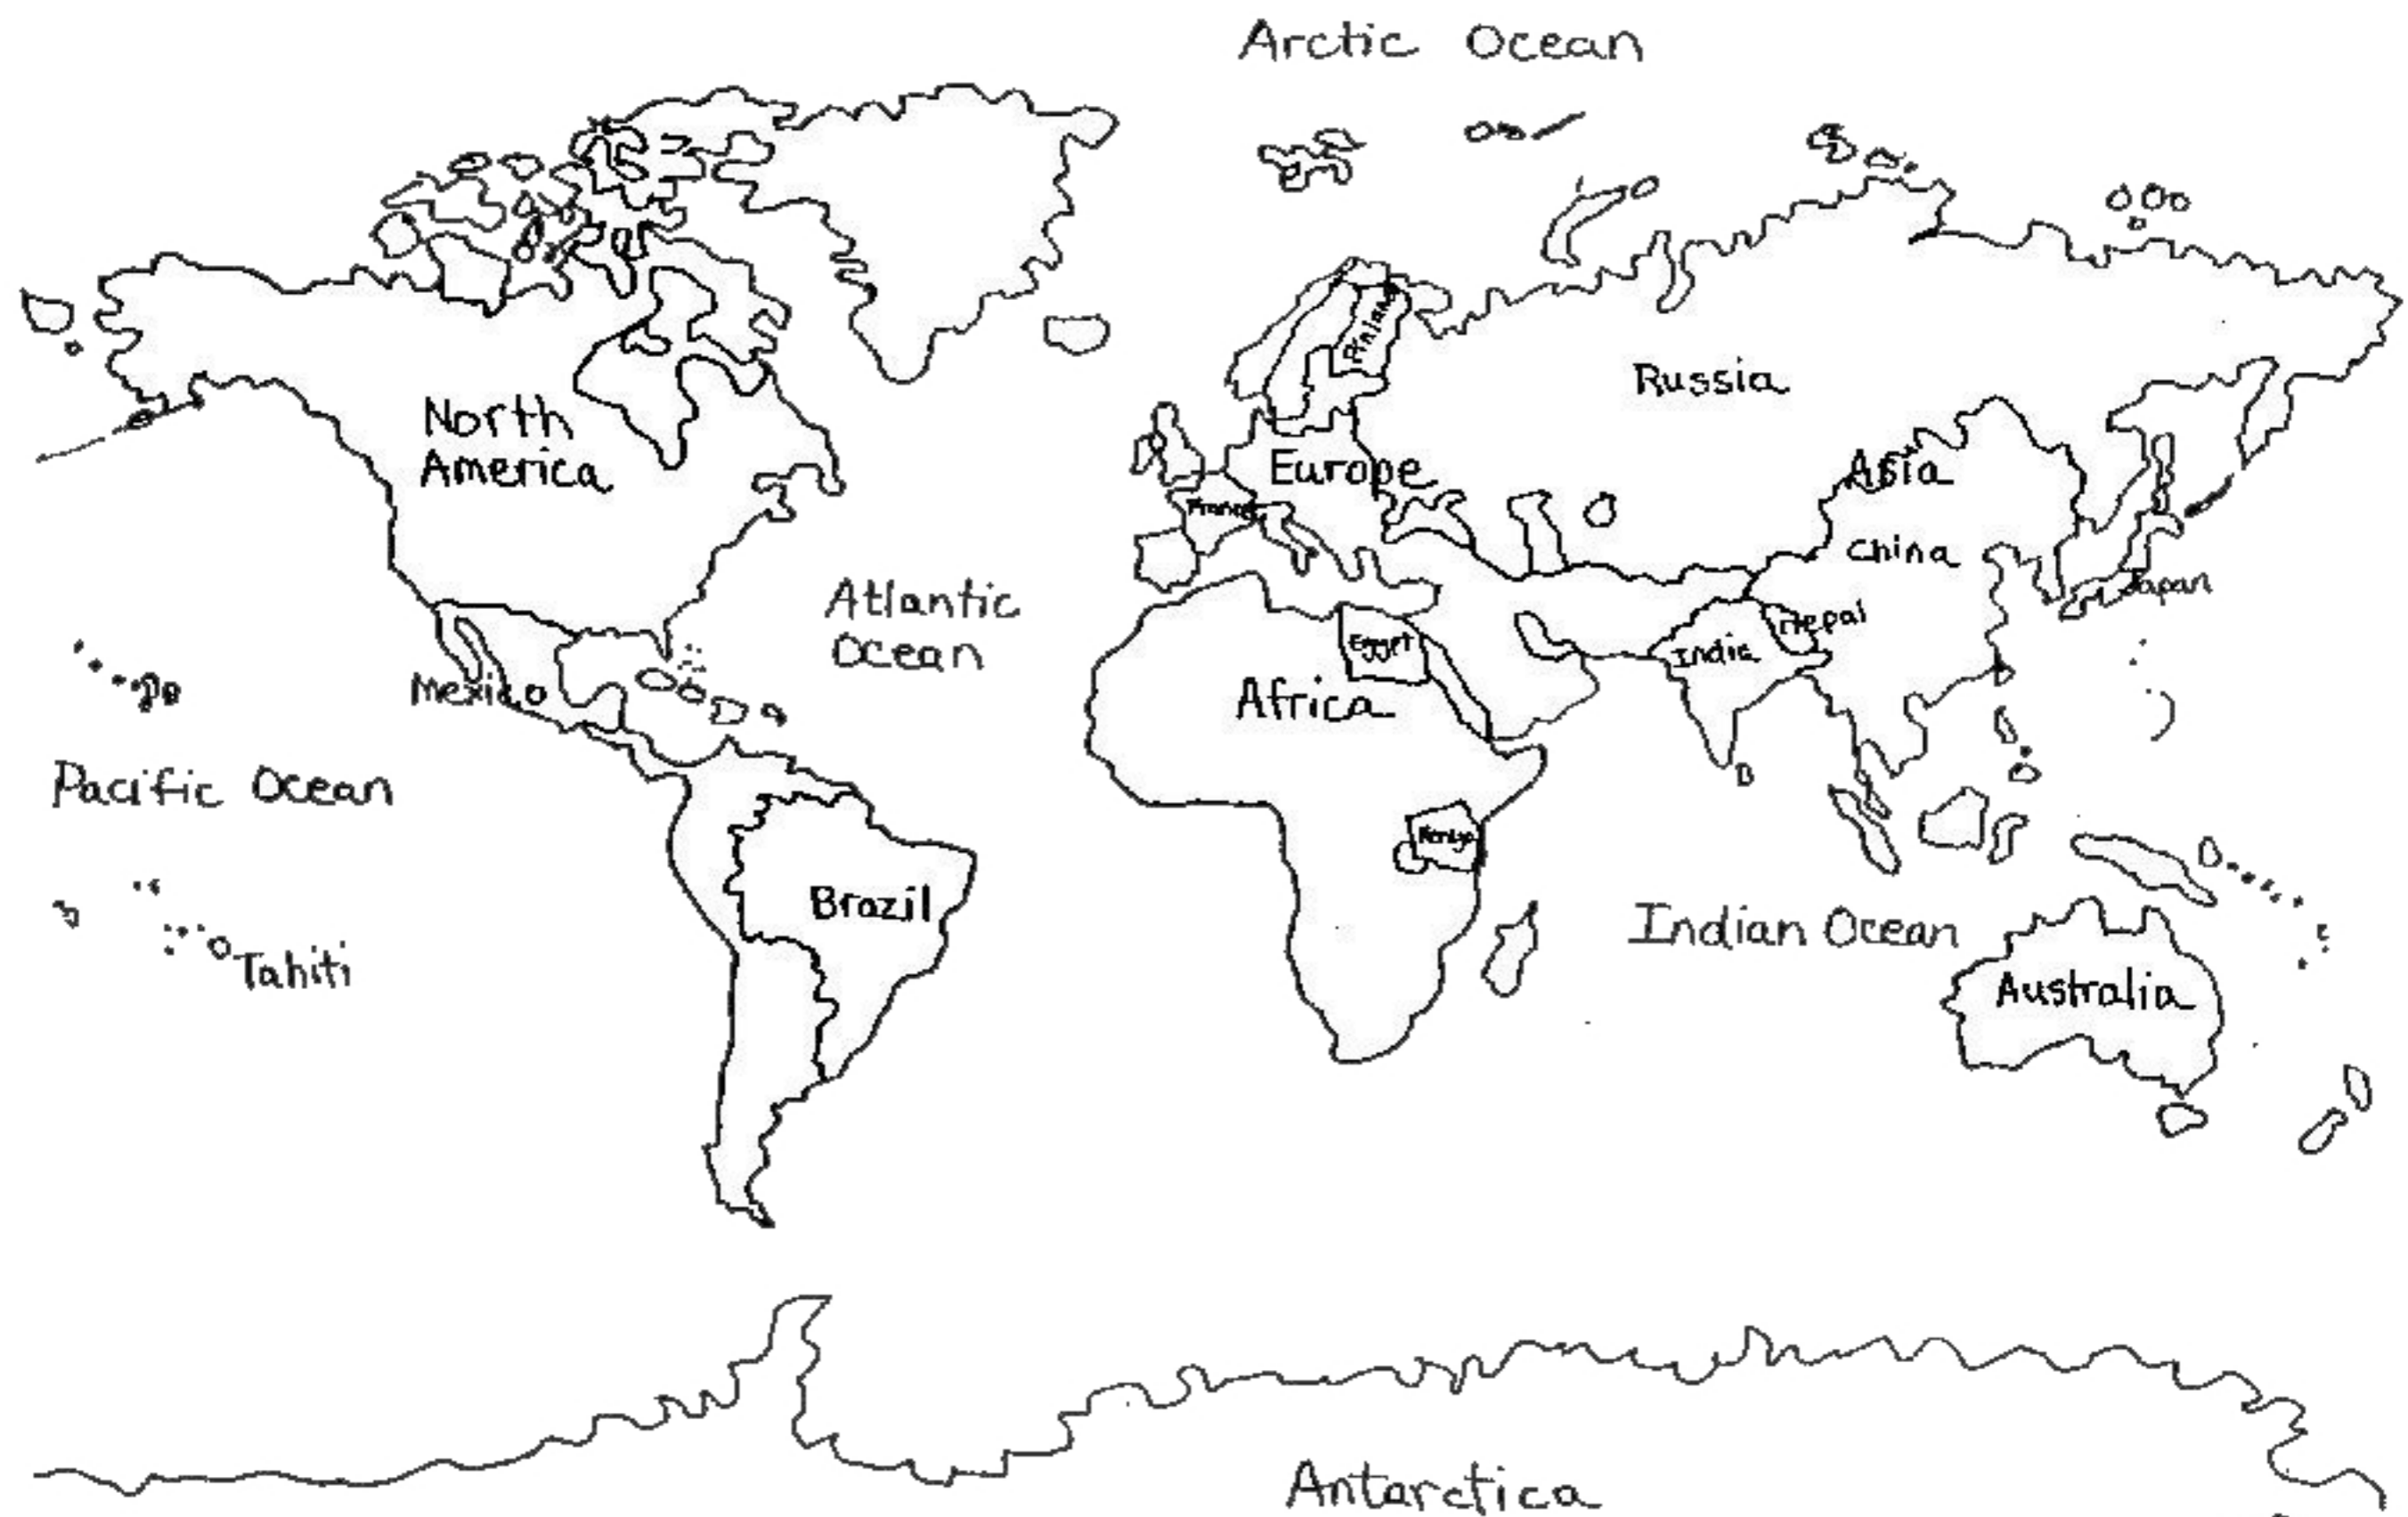 Arctic Ocean
Finland
Russia
North
America
Europe
Asia
France
China
Atlantic
Ocean
Japan
Nepal
India
Egypt
Mexico
Africa
Pacific Ocean
Kenya
Brazil
Indian Ocean
Tahiti
Australia
Antarctica